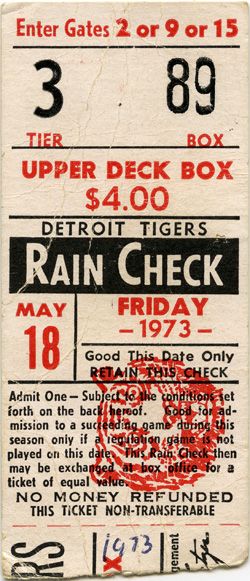 Enter Gates 2 or 9 or 15
3 89
TIER BOX
UPPER DECK BOX
$4.00
DETROIT TIGERS
RAIN CHECK
MAY
18
FRIDAY
—1973—
Good This Date Only
RETAIN THIS CHECK
Admit One — Subject to the conditions set
forth on the back hereof. Good for ad-
mission to a succeeding game during this
season only if a regulation game is not
played on this date. This Rain Check then
may be exchanged at box office for a
ticket of equal value.
NO MONEY REFUNDED
THIS TICKET NON-TRANSFERABLE
RS
X
1973
gement